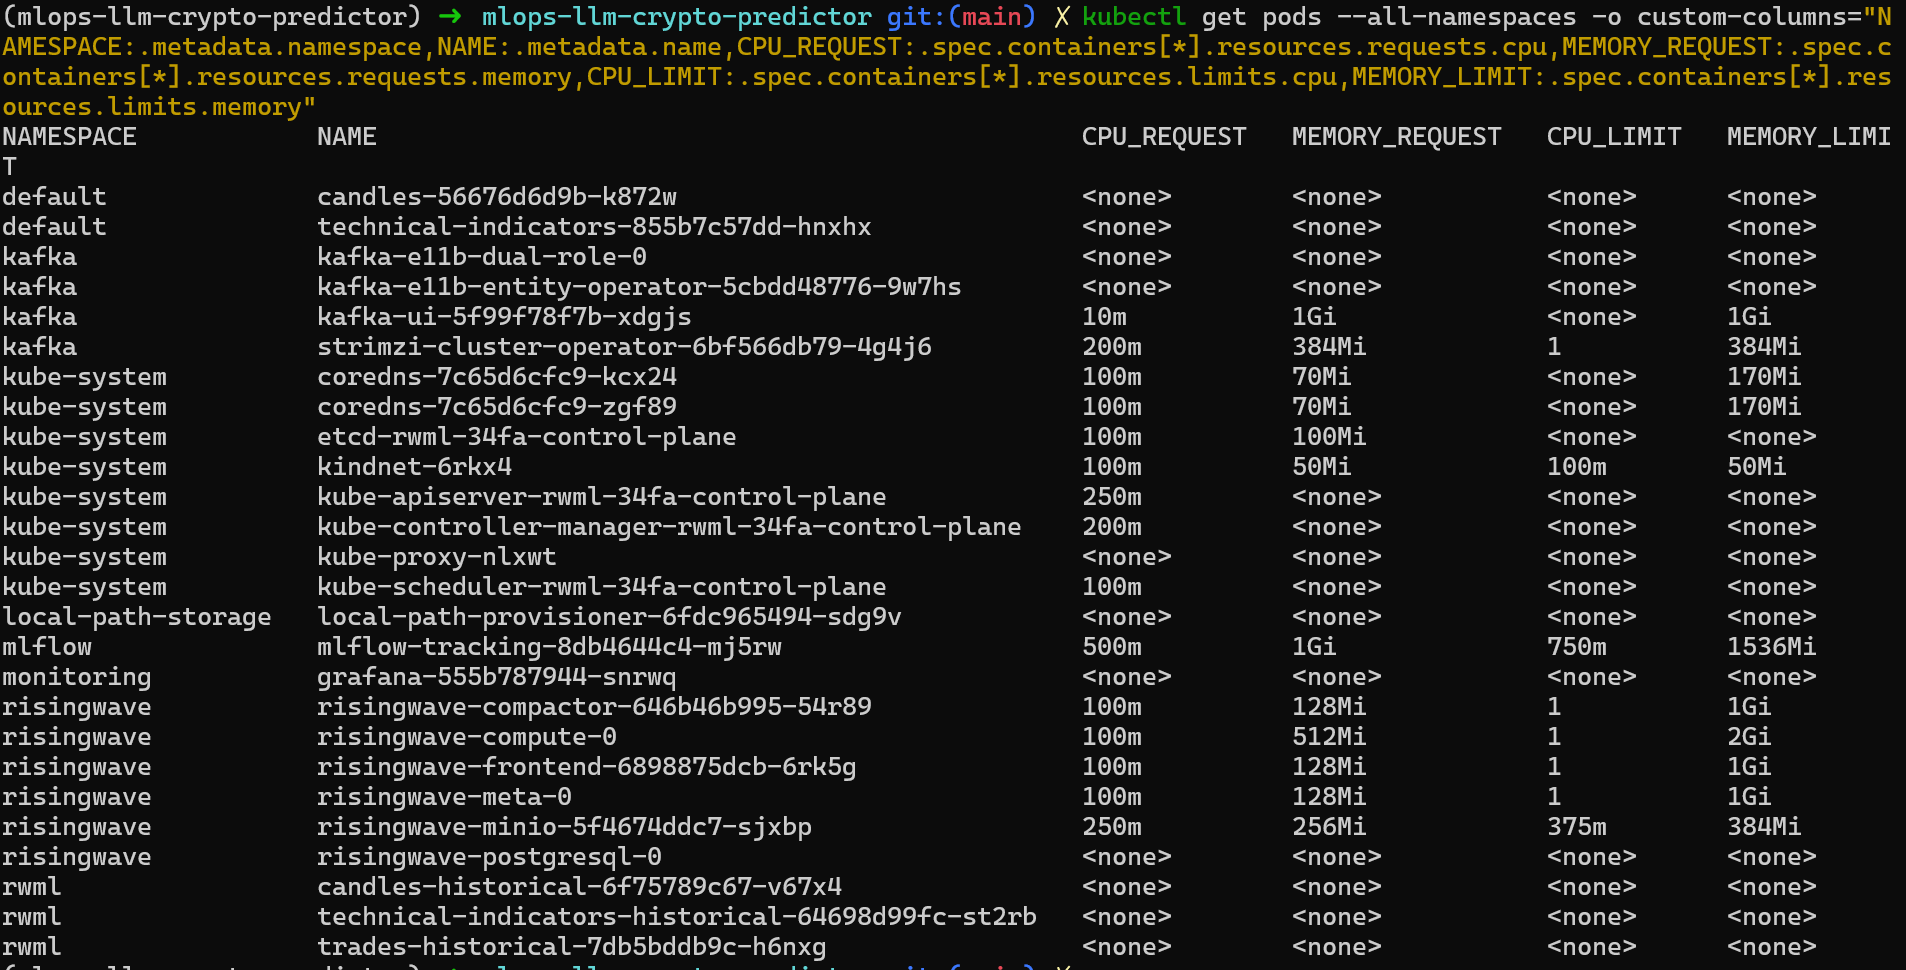 (mlops-llm-crypto-predictor) ➜ mlops-llm-crypto-predictor git:(main) ✗ kubectl get pods --all-namespaces -o custom-columns="N
AMESPACE:.metadata.namespace,NAME:.metadata.name,CPU_REQUEST:.spec.containers[*].resources.requests.cpu,MEMORY_REQUEST:.spec.c
ontainers[*].resources.requests.memory,CPU_LIMIT:.spec.containers[*].resources.limits.cpu,MEMORY_LIMIT:.spec.containers[*].res
ources.limits.memory"
NAMESPACE            NAME                                               CPU_REQUEST   MEMORY_REQUEST   CPU_LIMIT   MEMORY_LIMI
T
default              candles-56676d6d9b-k872w                           <none>        <none>           <none>      <none>
default              technical-indicators-855b7c57dd-hnxhx              <none>        <none>           <none>      <none>
kafka                kafka-e11b-dual-role-0                             <none>        <none>           <none>      <none>
kafka                kafka-e11b-entity-operator-5cbdd48776-9w7hs        <none>        <none>           <none>      <none>
kafka                kafka-ui-5f99f78f7b-xdgjs                          10m           1Gi              <none>      1Gi
kafka                strimzi-cluster-operator-6bf566db79-4g4j6          200m          384Mi            1           384Mi
kube-system          coredns-7c65d6cfc9-kcx24                           100m          70Mi             <none>      170Mi
kube-system          coredns-7c65d6cfc9-zgf89                           100m          70Mi             <none>      170Mi
kube-system          etcd-rwml-34fa-control-plane                       100m          100Mi            <none>      <none>
kube-system          kindnet-6rkx4                                      100m          50Mi             100m        50Mi
kube-system          kube-apiserver-rwml-34fa-control-plane             250m          <none>           <none>      <none>
kube-system          kube-controller-manager-rwml-34fa-control-plane    200m          <none>           <none>      <none>
kube-system          kube-proxy-nlxwt                                   <none>        <none>           <none>      <none>
kube-system          kube-scheduler-rwml-34fa-control-plane             100m          <none>           <none>      <none>
local-path-storage   local-path-provisioner-6fdc965494-sdg9v            <none>        <none>           <none>      <none>
mlflow               mlflow-tracking-8db4644c4-mj5rw                    500m          1Gi              750m        1536Mi
monitoring           grafana-555b787944-snrwq                           <none>        <none>           <none>      <none>
risingwave           risingwave-compactor-646b46b995-54r89              100m          128Mi            1           1Gi
risingwave           risingwave-compute-0                               100m          512Mi            1           2Gi
risingwave           risingwave-frontend-6898875dcb-6rk5g               100m          128Mi            1           1Gi
risingwave           risingwave-meta-0                                  100m          128Mi            1           1Gi
risingwave           risingwave-minio-5f4674ddc7-sjxbp                  250m          256Mi            375m        384Mi
risingwave           risingwave-postgresql-0                            <none>        <none>           <none>      <none>
rwml                 candles-historical-6f75789c67-v67x4                <none>        <none>           <none>      <none>
rwml                 technical-indicators-historical-64698d99fc-st2rb   <none>        <none>           <none>      <none>
rwml                 trades-historical-7db5bddb9c-h6nxg                 <none>        <none>           <none>      <none>